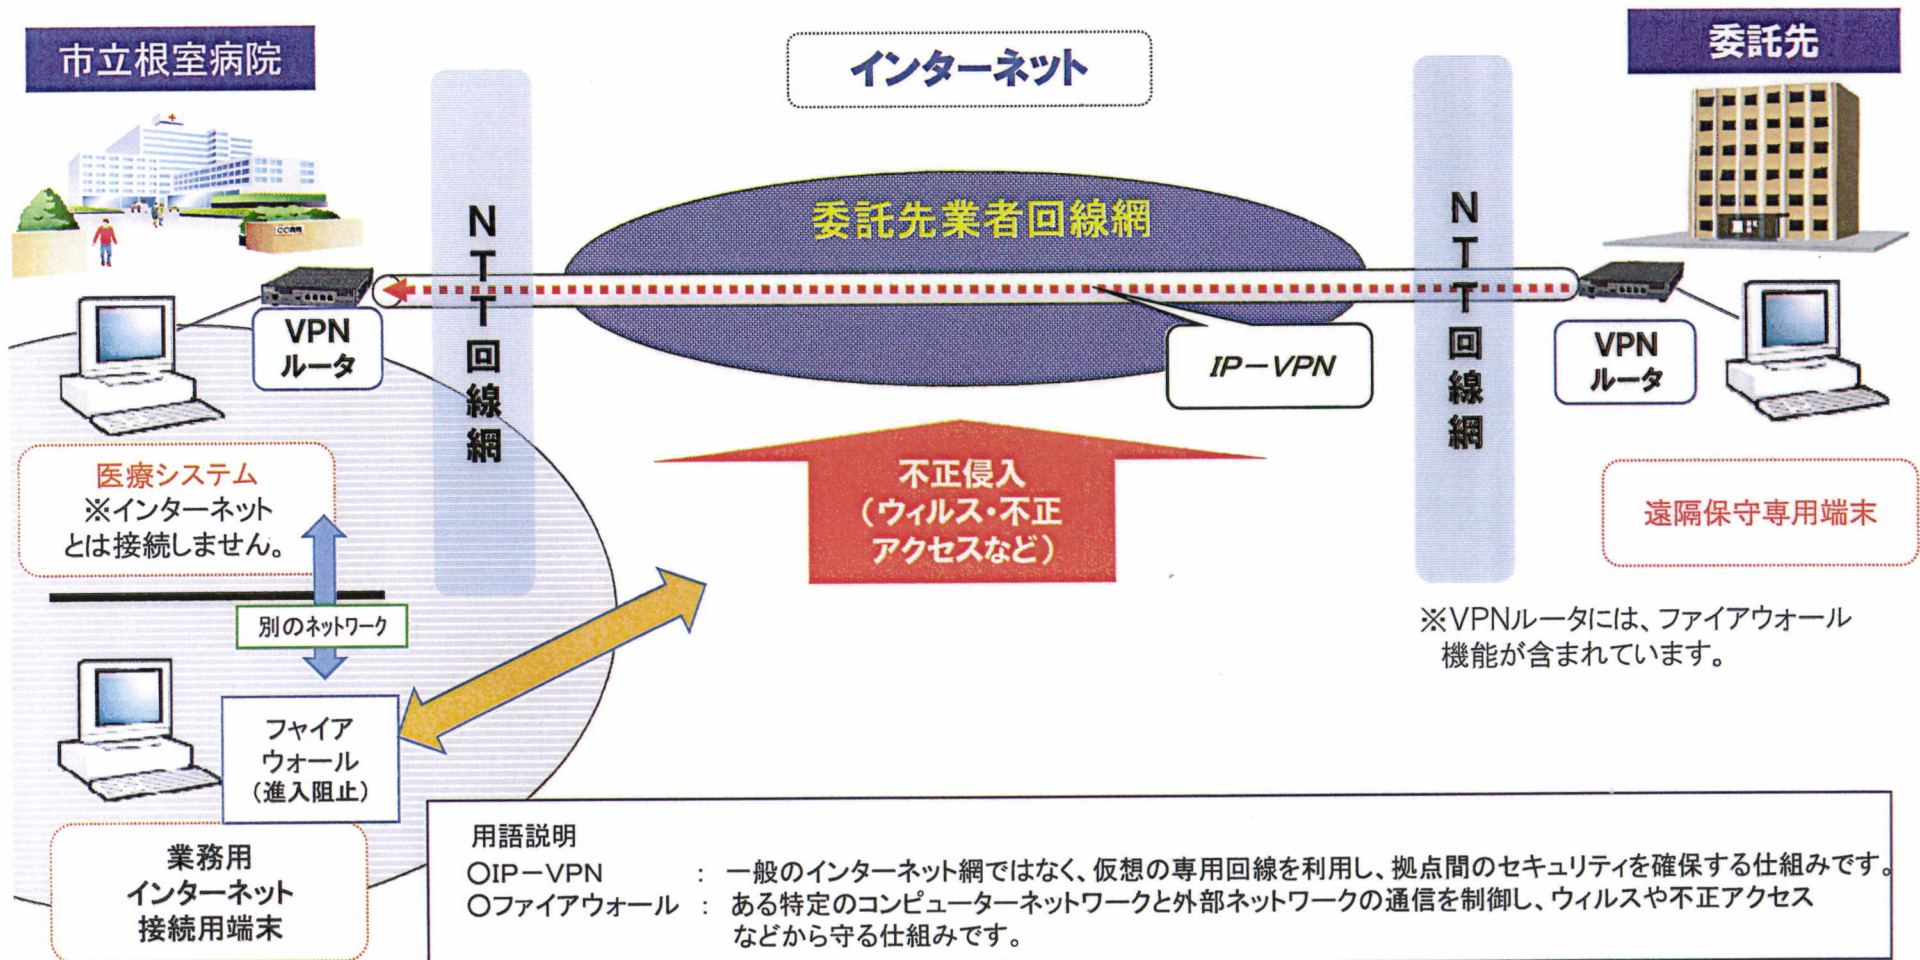 市立根室病院
インターネット
委託先
委託先業者回線網
NTT回線網
NTT回線網
VPN
ルータ
IP－VPN
VPN
ルータ
医療システム
※インターネット
とは接続しません。
不正侵入
（ウィルス・不正
アクセスなど）
遠隔保守専用端末
別のネットワーク
※VPNルータには、ファイアウォール
機能が含まれています。
フャイア
ウォール
（進入阻止）
業務用
インターネット
接続用端末
用語説明
○IP－VPN ： 一般のインターネット網ではなく、仮想の専用回線を利用し、拠点間のセキュリティを確保する仕組みです。
○ファイアウォール ： ある特定のコンピューターネットワークと外部ネットワークの通信を制御し、ウィルスや不正アクセス
などから守る仕組みです。